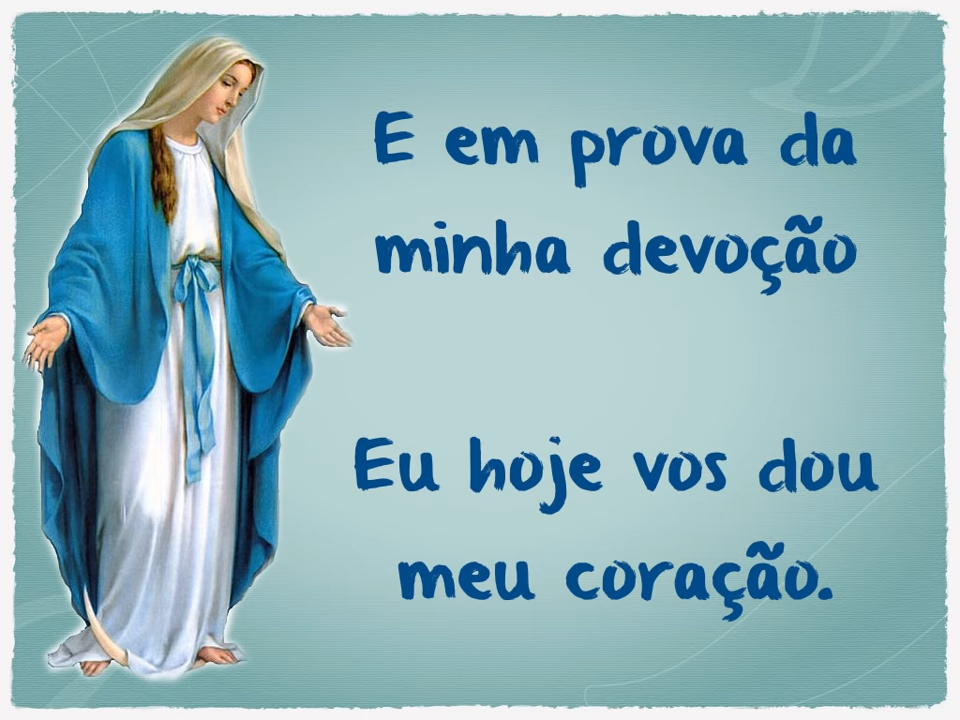 E em prova da
minha devoção
Eu hoje vos dou
meu coração.